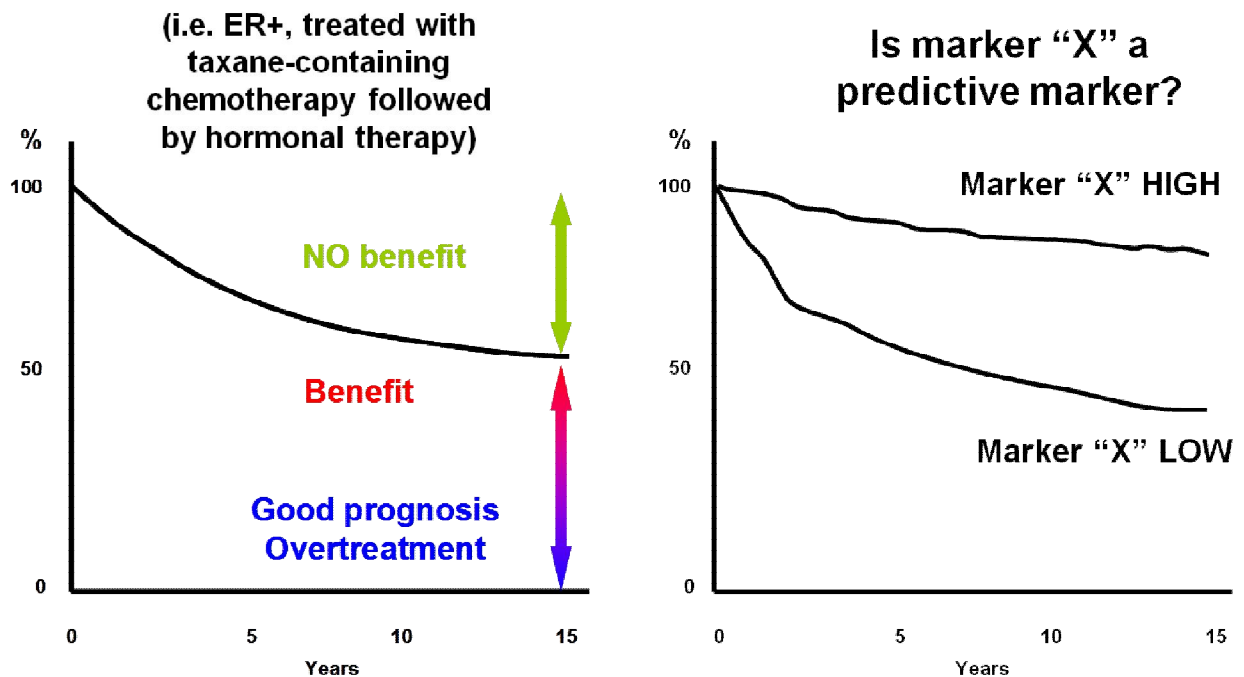 (i.e. ER+, treated with
taxane-containing
chemotherapy followed
by hormonal therapy)
%
100
50
0
NO benefit
Benefit
Good prognosis
Overtreatment
0
5
10
15
Years
Is marker “X” a
predictive marker?
%
100
50
0
Marker “X” HIGH
Marker “X” LOW
0
5
10
15
Years